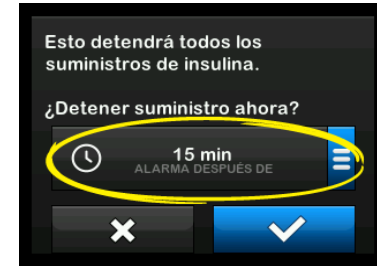 Esto detendrá todos los
suministros de insulina.
¿Detener suministro ahora?
15 min
ALARMA DESPUÉS DE